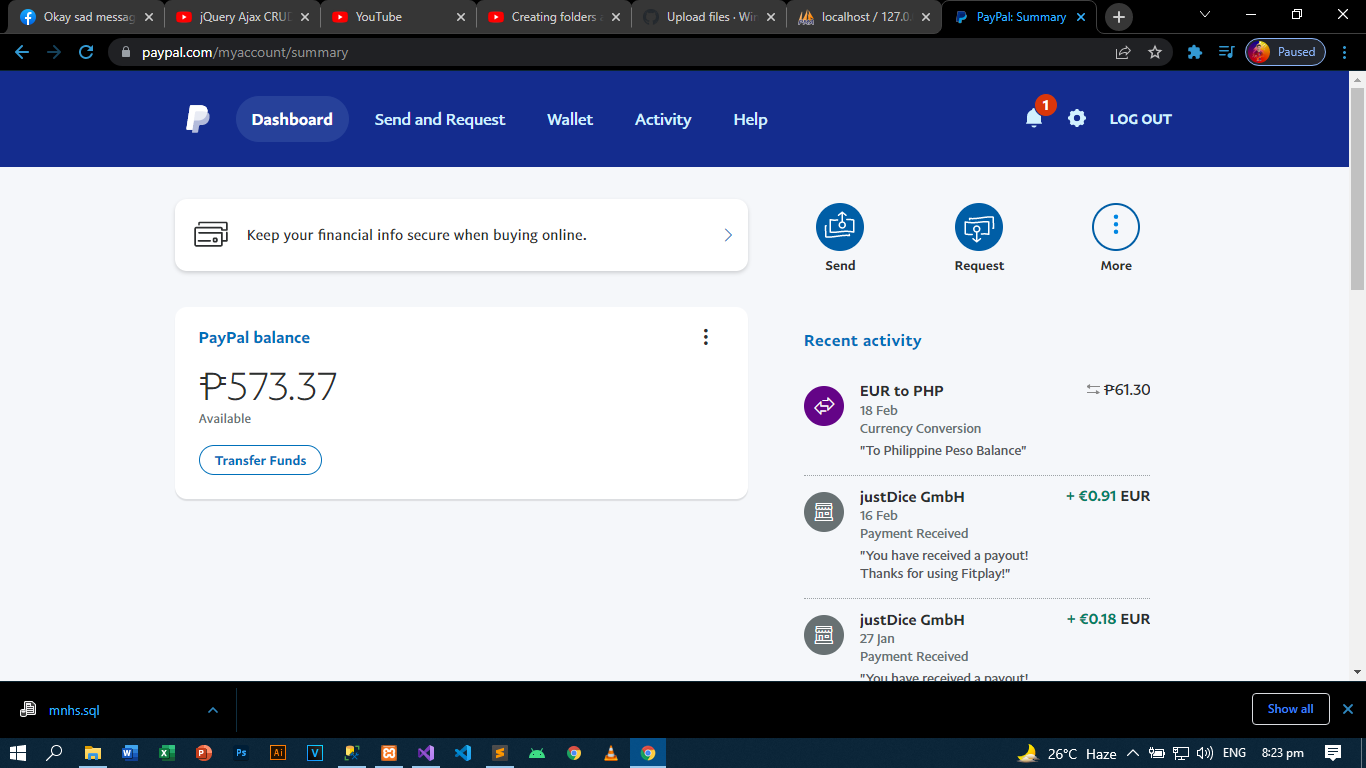 Okay sad messag
jQuery Ajax CRUD
YouTube
Creating folders
Upload files · Win
localhost / 127.0.
PayPal: Summary
paypal.com/myaccount/summary
Paused
Dashboard
Send and Request
Wallet
Activity
Help
1
LOG OUT
Keep your financial info secure when buying online.
Send
Request
More
PayPal balance
₱573.37
Available
Transfer Funds
Recent activity
EUR to PHP
₱61.30
18 Feb
Currency Conversion
"To Philippine Peso Balance"
justDice GmbH
+ €0.91 EUR
16 Feb
Payment Received
"You have received a payout!
Thanks for using Fitplay!"
justDice GmbH
+ €0.18 EUR
27 Jan
Payment Received
"You have received a payout!
mnhs.sql
Show all
26°C Haze
ENG
8:23 pm